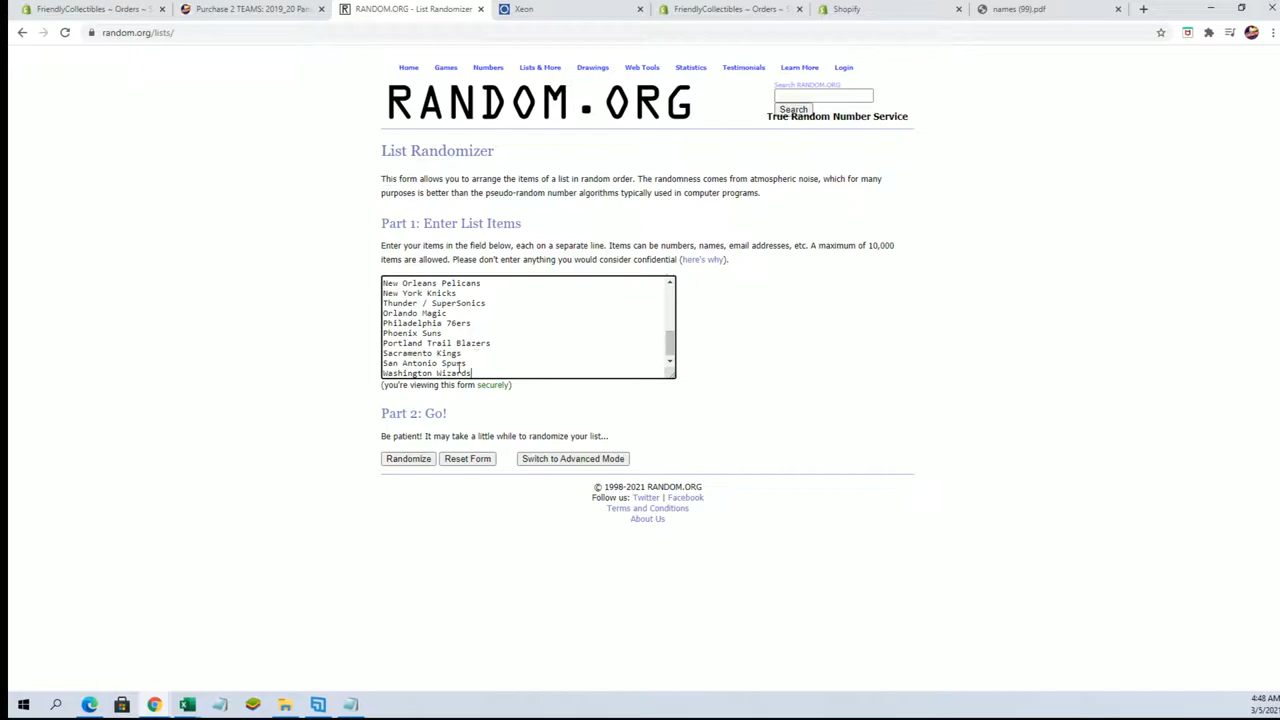 FriendlyCollectibles ~ Orders ~ S
Purchase 2 TEAMS: 2019_20 Pan
RANDOM.ORG - List Randomizer
Xeon
FriendlyCollectibles ~ Orders ~ S
Shopify
names (99).pdf
random.org/lists/
Home Games Numbers Lists & More Drawings Web Tools Statistics Testimonials Learn More Login
Search RANDOM.ORG
RANDOM.ORG
Search
True Random Number Service
List Randomizer
This form allows you to arrange the items of a list in random order. The randomness comes from atmospheric noise, which for many
purposes is better than the pseudo-random number algorithms typically used in computer programs.
Part 1: Enter List Items
Enter your items in the field below, each on a separate line. Items can be numbers, names, email addresses, etc. A maximum of 10,000
items are allowed. Please don't enter anything you would consider confidential (here's why).
New Orleans Pelicans
New York Knicks
Thunder / SuperSonics
Orlando Magic
Philadelphia 76ers
Phoenix Suns
Portland Trail Blazers
Sacramento Kings
San Antonio Spurs
Washington Wizards
(you're viewing this form securely)
Part 2: Go!
Be patient! It may take a little while to randomize your list...
Randomize Reset Form Switch to Advanced Mode
© 1998-2021 RANDOM.ORG
Follow us: Twitter | Facebook
Terms and Conditions
About Us
4:48 AM
3/5/2021